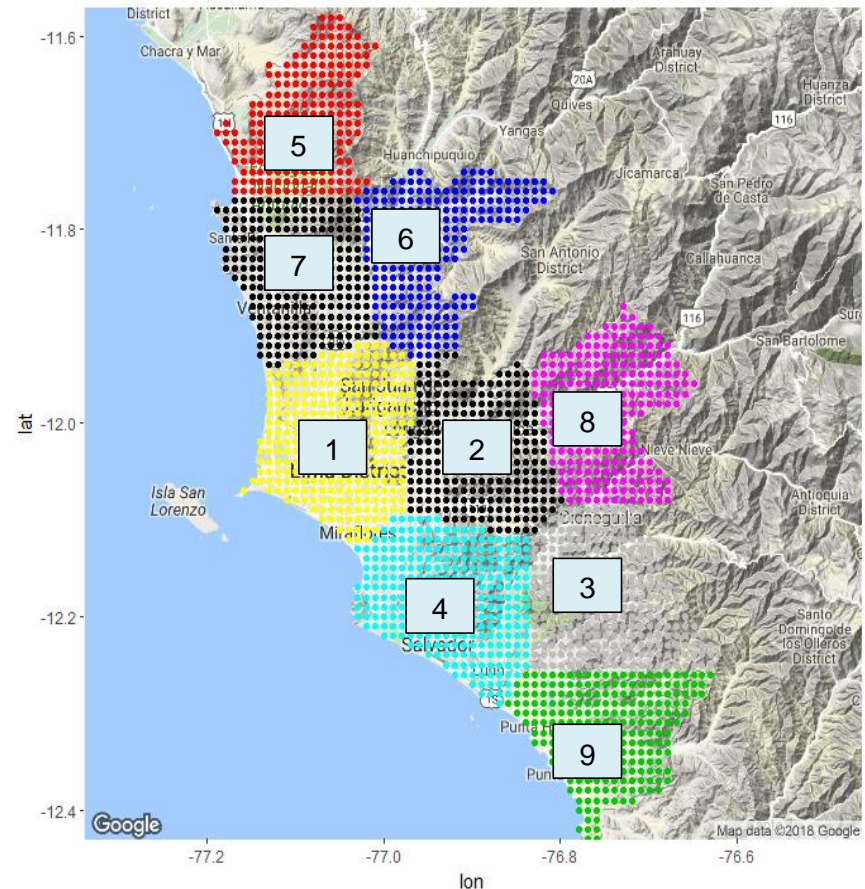 District
Chacra y Mar
-11.6
Arahuay
District
20A
Huanza
District
Quives
116
5
Yangas
Huanchipuquio
Jicamarca
San Pedro
de Casta
-11.8
6
San Antonio
District
Callahuanca
7
116
San Bartolome
-12.0
8
1
2
Nieve Nieve
lat
Isla San
Lorenzo
Antioquia
District
Cieneguilla
Miraflores
3
4
-12.2
Santo
Domingo de
los Olleros
District
Salvador
1S
9
-12.4
Google
Map data ©2018 Google
-77.2
-77.0
-76.8
-76.6
lon